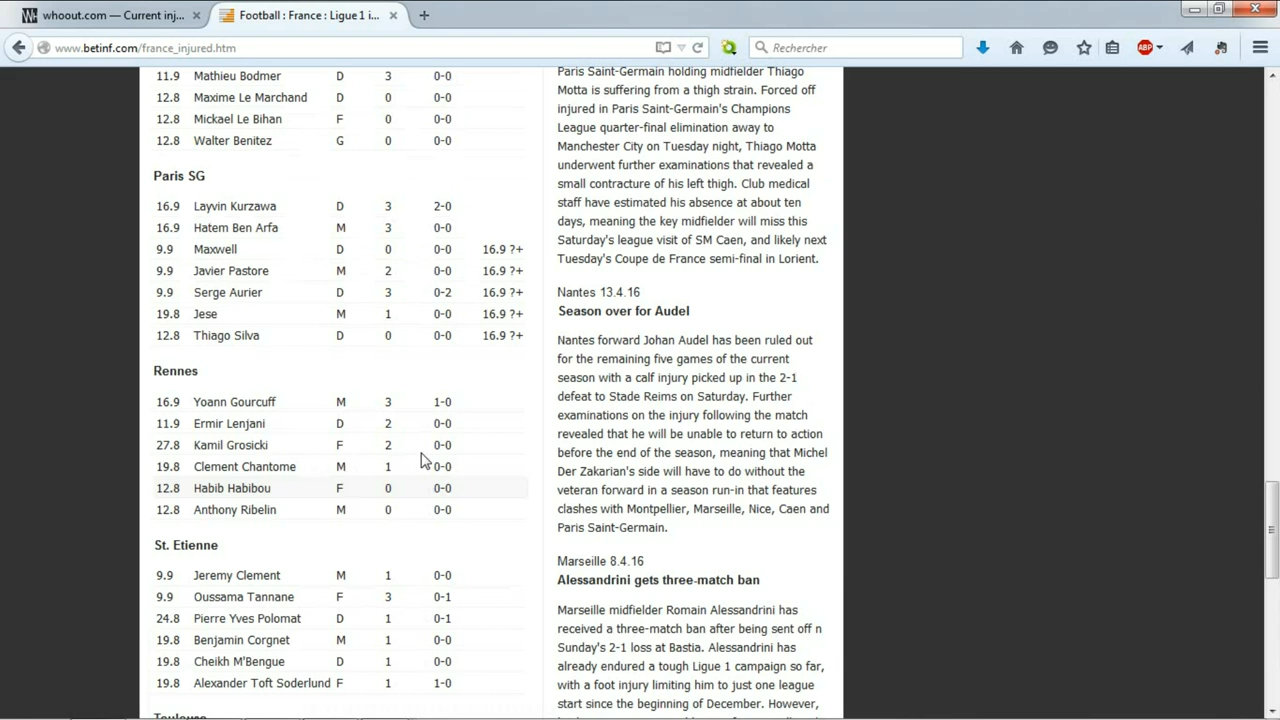 whoout.com — Current inj...
Football : France : Ligue 1 i...
www.betinf.com/france_injured.htm
Rechercher
ABP
11.9 Mathieu Bodmer D 3 0-0
12.8 Maxime Le Marchand D 0 0-0
12.8 Mickael Le Bihan F 0 0-0
12.8 Walter Benitez G 0 0-0
Paris SG
16.9 Layvin Kurzawa D 3 2-0
16.9 Hatem Ben Arfa M 3 0-0
9.9 Maxwell D 0 0-0 16.9 ?+
9.9 Javier Pastore M 2 0-0 16.9 ?+
9.9 Serge Aurier D 3 0-2 16.9 ?+
19.8 Jese M 1 0-0 16.9 ?+
12.8 Thiago Silva D 0 0-0 16.9 ?+
Rennes
16.9 Yoann Gourcuff M 3 1-0
11.9 Ermir Lenjani D 2 0-0
27.8 Kamil Grosicki F 2 0-0
19.8 Clement Chantome M 1 0-0
12.8 Habib Habibou F 0 0-0
12.8 Anthony Ribelin M 0 0-0
St. Etienne
9.9 Jeremy Clement M 1 0-0
9.9 Oussama Tannane F 3 0-1
24.8 Pierre Yves Polomat D 1 0-1
19.8 Benjamin Corgnet M 1 0-0
19.8 Cheikh M'Bengue D 1 0-0
19.8 Alexander Toft Soderlund F 1 1-0
Toulouse
Paris Saint-Germain holding midfielder Thiago
Motta is suffering from a thigh strain. Forced off
injured in Paris Saint-Germain's Champions
League quarter-final elimination away to
Manchester City on Tuesday night, Thiago Motta
underwent further examinations that revealed a
small contracture of his left thigh. Club medical
staff have estimated his absence at about ten
days, meaning the key midfielder will miss this
Saturday's league visit of SM Caen, and likely next
Tuesday's Coupe de France semi-final in Lorient.
Nantes 13.4.16
Season over for Audel
Nantes forward Johan Audel has been ruled out
for the remaining five games of the current
season with a calf injury picked up in the 2-1
defeat to Stade Reims on Saturday. Further
examinations on the injury following the match
revealed that he will be unable to return to action
before the end of the season, meaning that Michel
Der Zakarian's side will have to do without the
veteran forward in a season run-in that features
clashes with Montpellier, Marseille, Nice, Caen and
Paris Saint-Germain.
Marseille 8.4.16
Alessandrini gets three-match ban
Marseille midfielder Romain Alessandrini has
received a three-match ban after being sent off n
Sunday's 2-1 loss at Bastia. Alessandrini has
already endured a tough Ligue 1 campaign so far,
with a foot injury limiting him to just one league
start since the beginning of December. However,